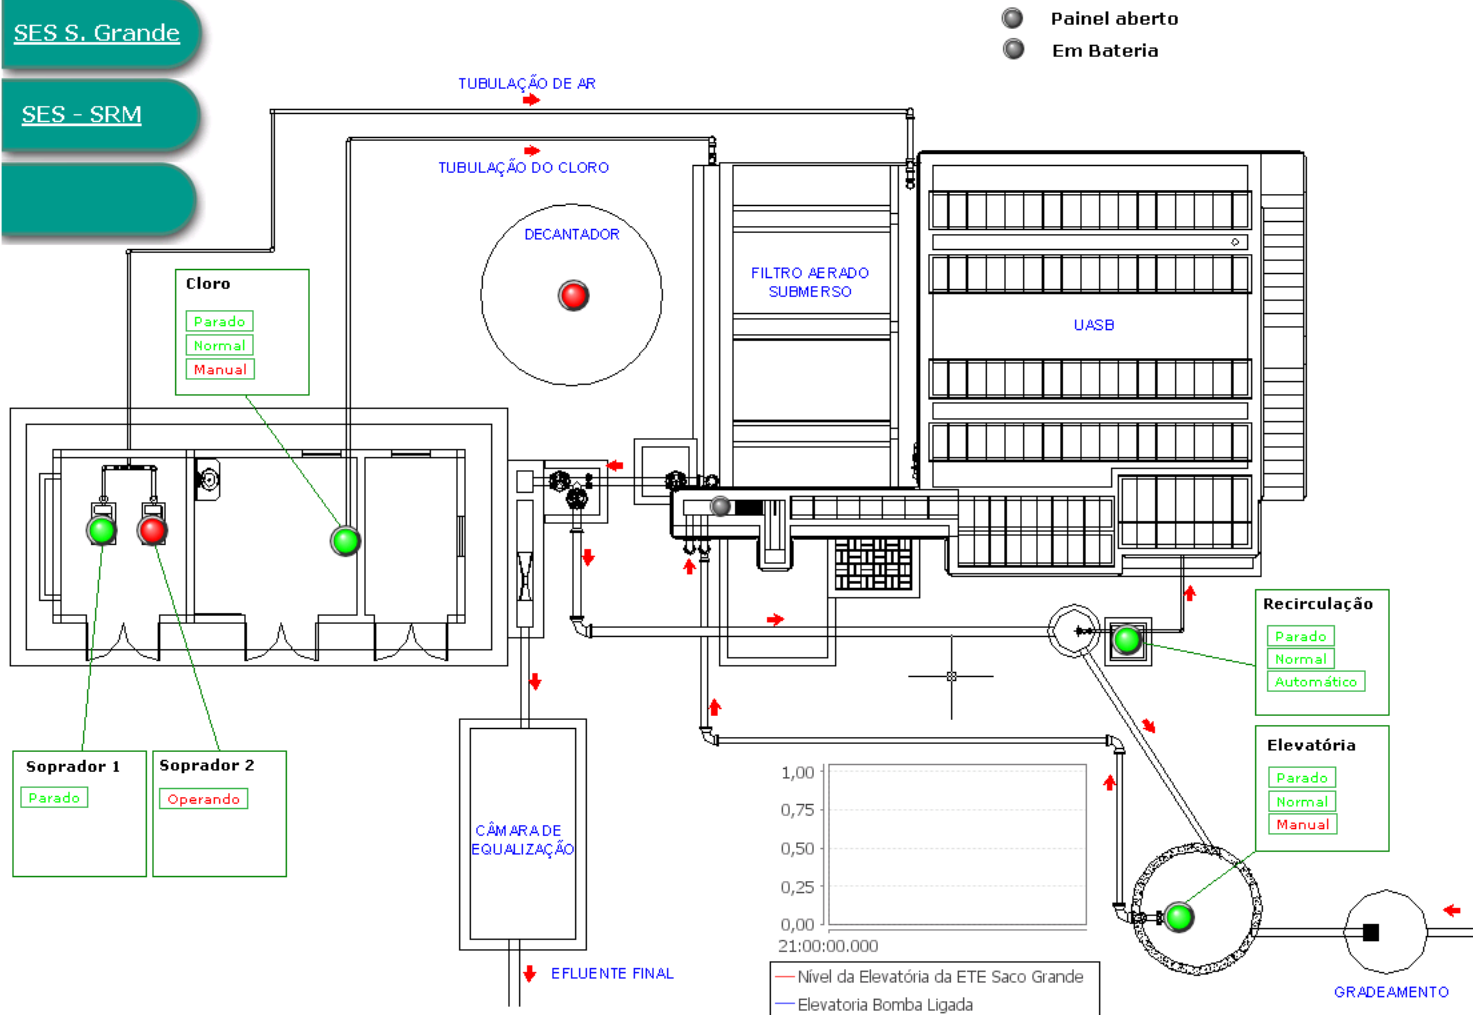 SES S. Grande
SES - SRM
Painel aberto
Em Bateria
TUBULAÇÃO DE AR
TUBULAÇÃO DO CLORO
DECANTADOR
FILTRO AERADO
SUBMERSO
UASB
Cloro
Parado
Normal
Manual
Recirculação
Parado
Normal
Automático
Elevatória
Parado
Normal
Manual
Soprador 1
Parado
Soprador 2
Operando
CÂMARA DE
EQUALIZAÇÃO
1,00
0,75
0,50
0,25
0,00
21:00:00.000
Nível da Elevatória da ETE Saco Grande
Elevatoria Bomba Ligada
EFLUENTE FINAL
GRADEAMENTO